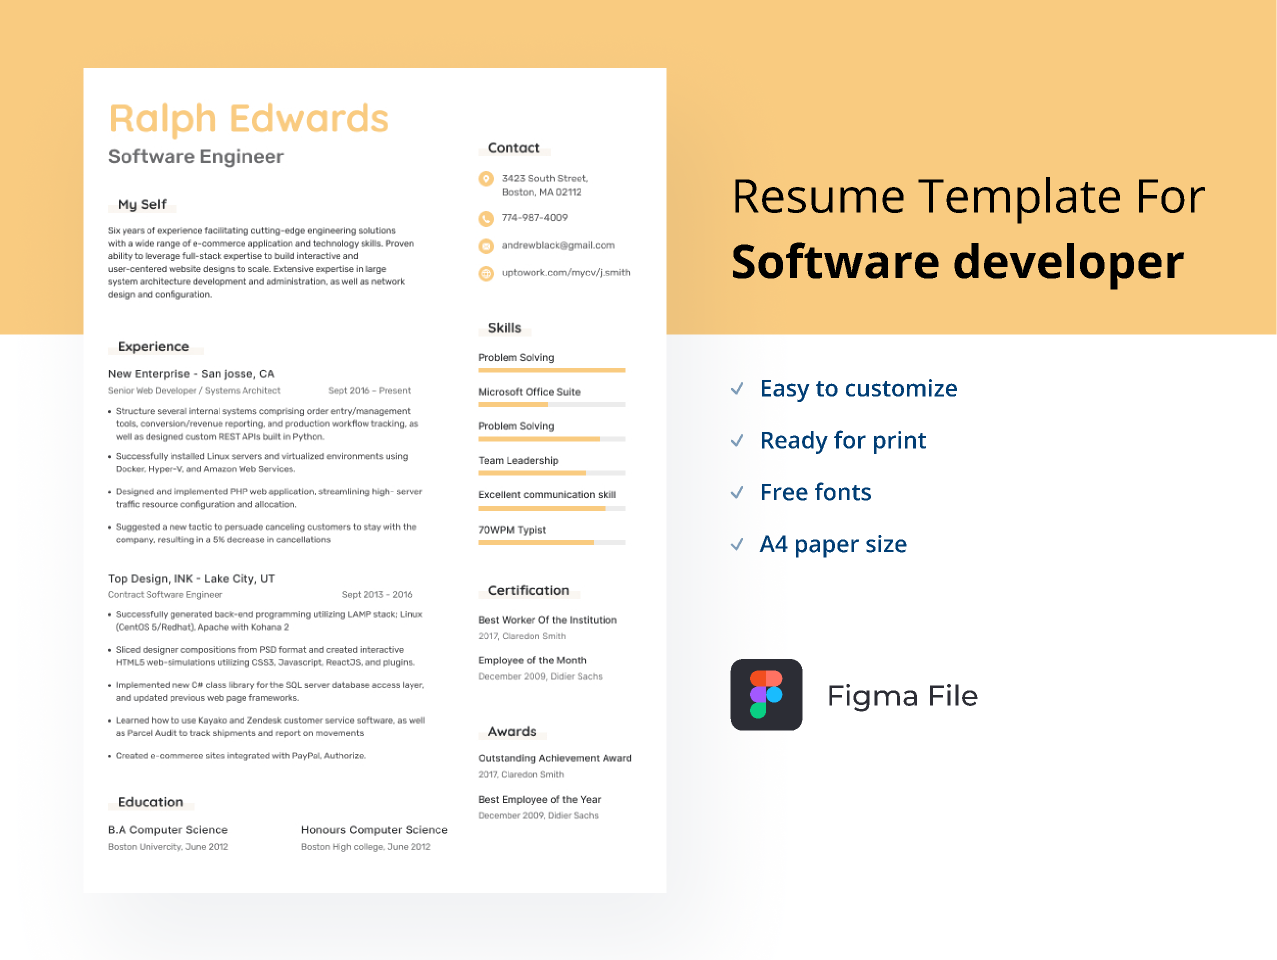 Ralph Edwards
Software Engineer
My Self
Six years of experience facilitating cutting-edge engineering solutions
with a wide range of e-commerce application and technology skills. Proven
ability to leverage full-stack expertise to build interactive and
user-centered website designs to scale. Extensive expertise in large
system architecture development and administration, as well as network
design and configuration.
Experience
New Enterprise - San josse, CA
Senior Web Developer / Systems Architect
Sept 2016 – Present
• Structure several internal systems comprising order entry/management
tools, conversion/revenue reporting, and production workflow tracking, as
well as designed custom REST APIs built in Python.
• Successfully installed Linux servers and virtualized environments using
Docker, Hyper-V, and Amazon Web Services.
• Designed and implemented PHP web application, streamlining high- server
traffic resource configuration and allocation.
• Suggested a new tactic to persuade canceling customers to stay with the
company, resulting in a 5% decrease in cancellations
Top Design, INK - Lake City, UT
Contract Software Engineer
Sept 2013 – 2016
• Successfully generated back-end programming utilizing LAMP stack: Linux
(CentOS 5/Redhat), Apache with Kohana 2
• Sliced designer compositions from PSD format and created interactive
HTML5 web-simulations utilizing CSS3, Javascript, ReactJS, and plugins.
• Implemented new C# class library for the SQL server database access layer,
and updated previous web page frameworks.
• Learned how to use Kayako and Zendesk customer service software, as well
as Parcel Audit to track shipments and report on movements
• Created e-commerce sites integrated with PayPal, Authorize.
Education
B.A Computer Science
Boston Univercity, June 2012
Honours Computer Science
Boston High college, June 2012
Contact
3423 South Street,
Boston, MA 02112
774-987-4009
andrewblack@gmail.com
uptowork.com/mycv/j.smith
Skills
Problem Solving
Microsoft Office Suite
Problem Solving
Team Leadership
Excellent communication skill
70WPM Typist
Certification
Best Worker Of the Institution
2017, Claredon Smith
Employee of the Month
December 2009, Didier Sachs
Awards
Outstanding Achievement Award
2017, Claredon Smith
Best Employee of the Year
December 2009, Didier Sachs
Resume Template For
Software developer
Easy to customize
Ready for print
Free fonts
A4 paper size
Figma File